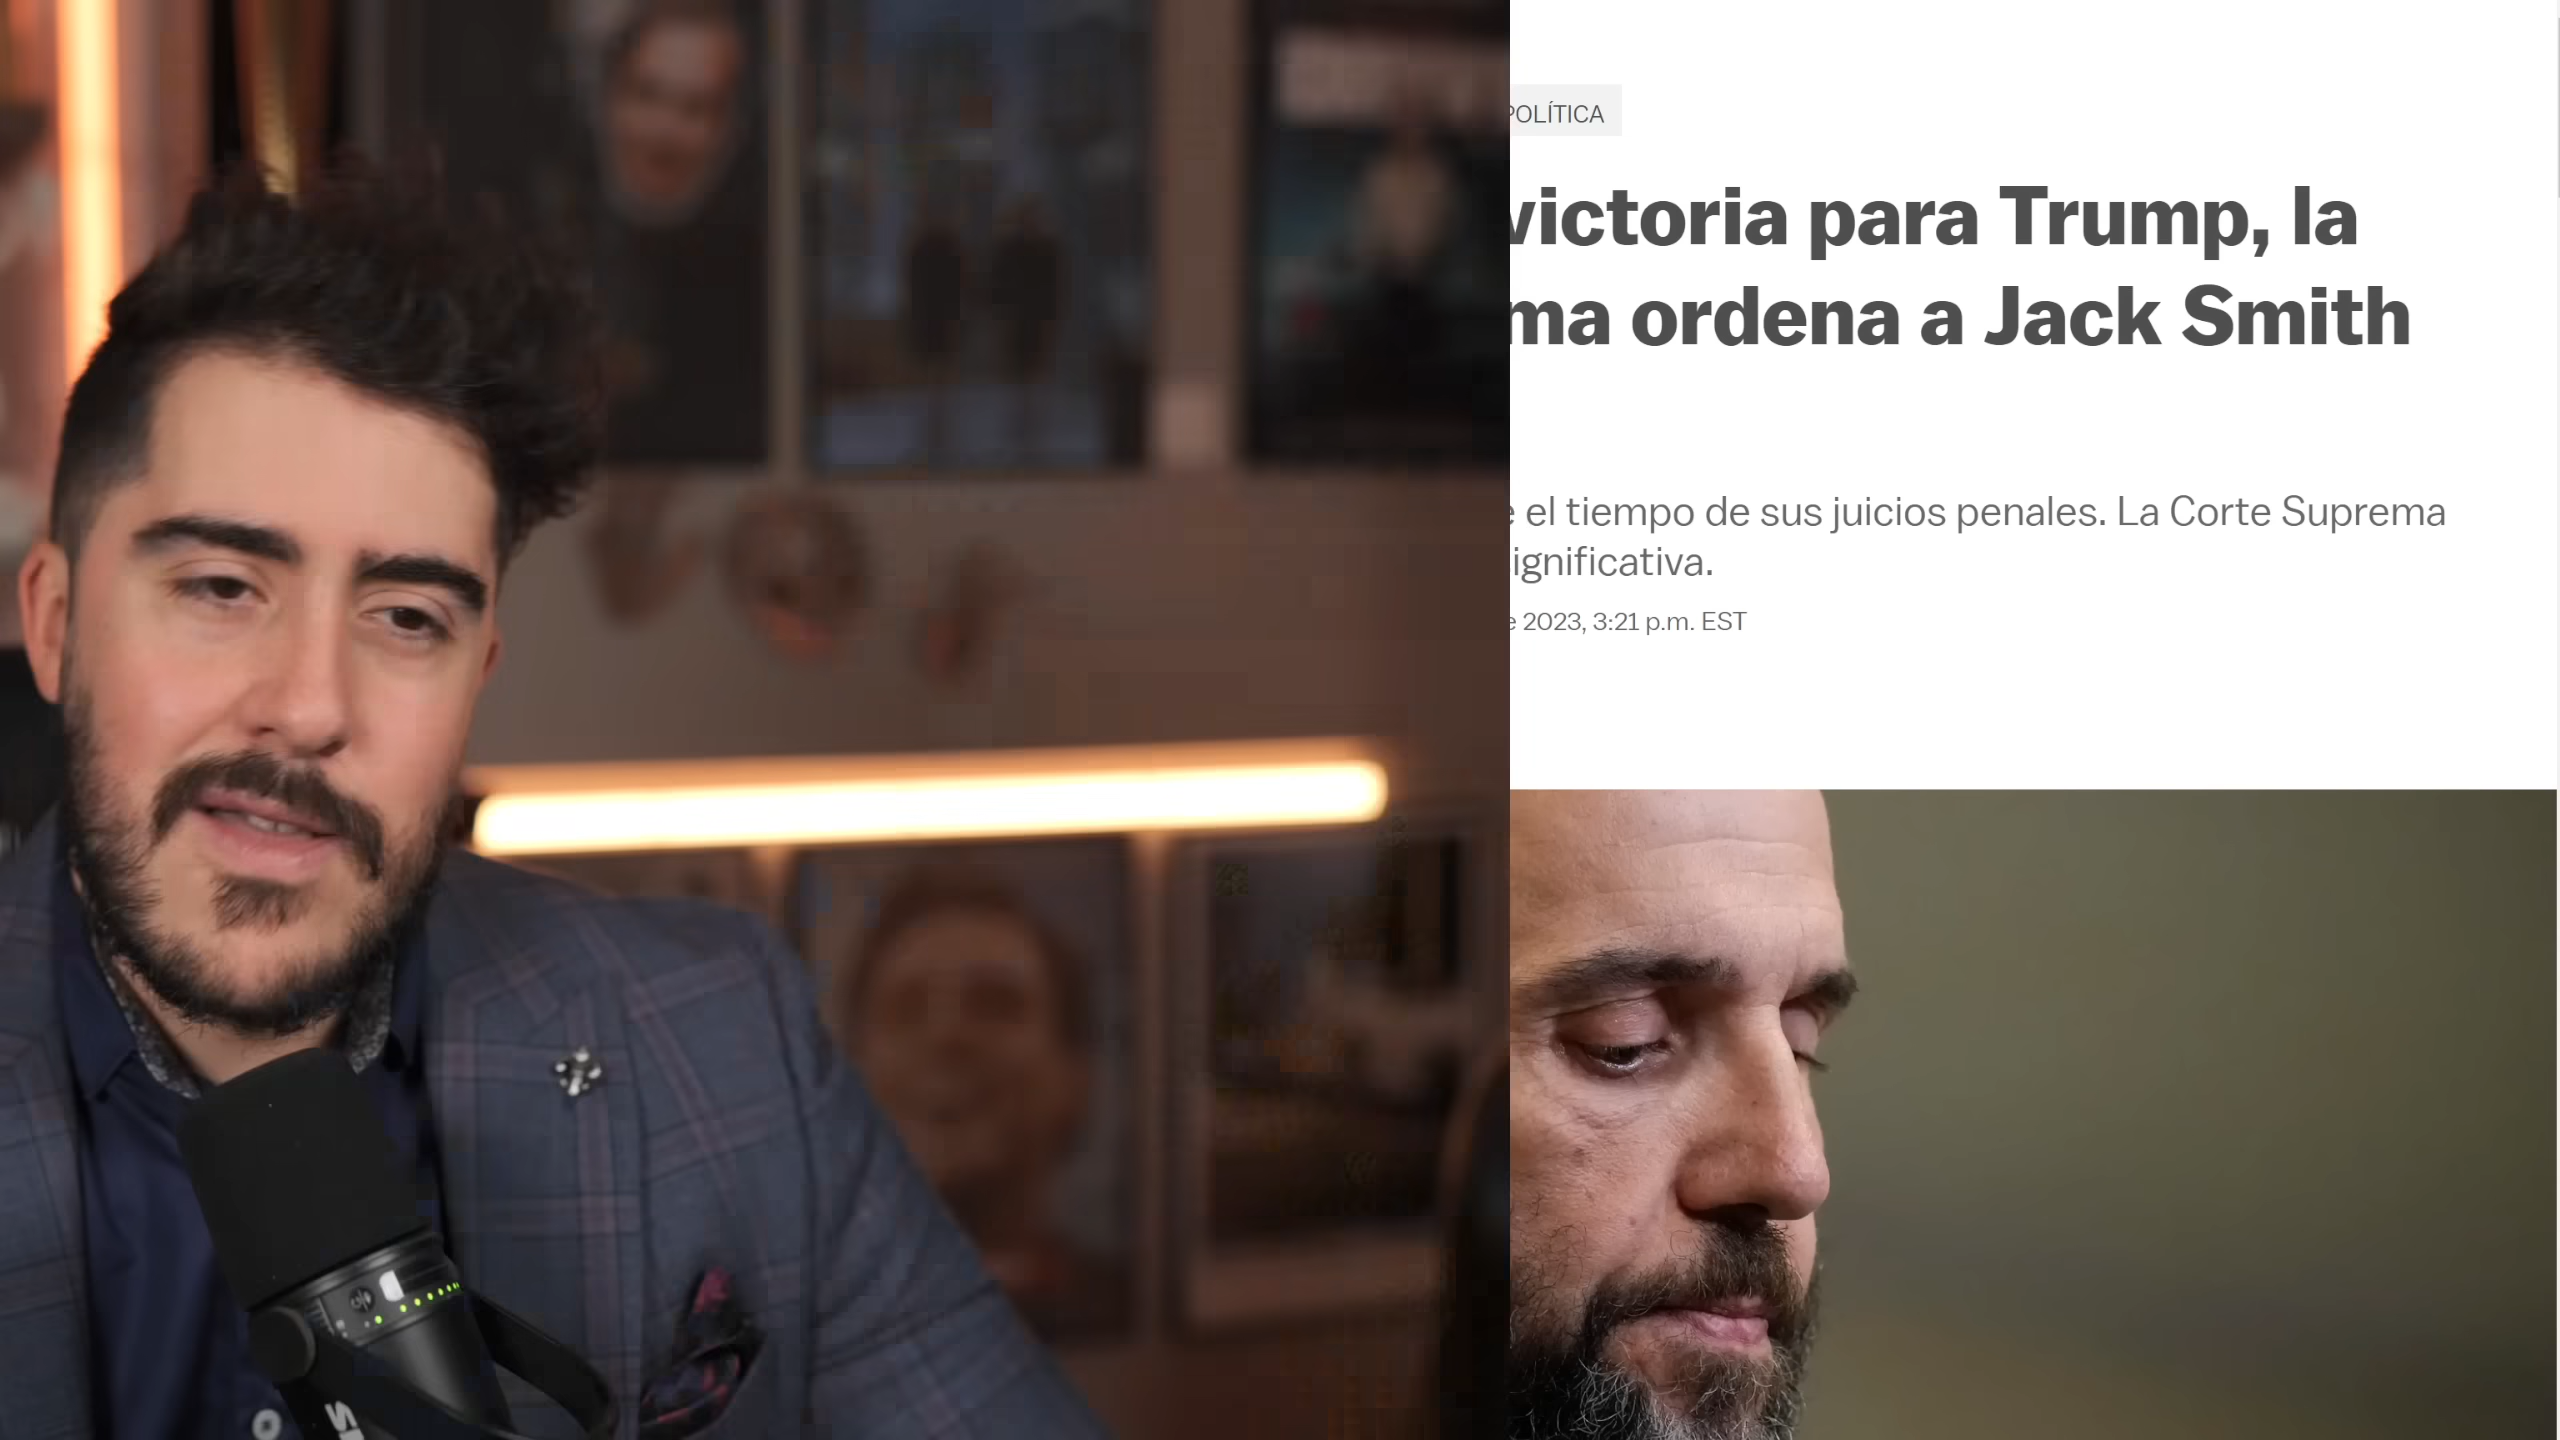 POLÍTICA
victoria para Trump, la
ma ordena a Jack Smith
e el tiempo de sus juicios penales. La Corte Suprema
significativa.
e 2023, 3:21 p.m. EST